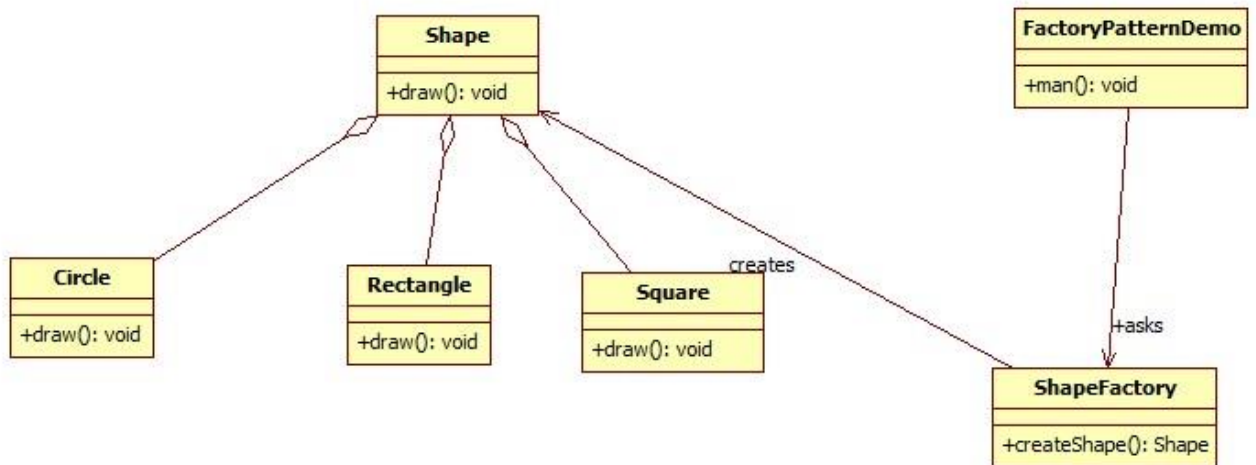 Shape
+draw(): void
FactoryPatternDemo
+man(): void
Circle
+draw(): void
Rectangle
+draw(): void
Square
+draw(): void
creates
+asks
ShapeFactory
+createShape(): Shape